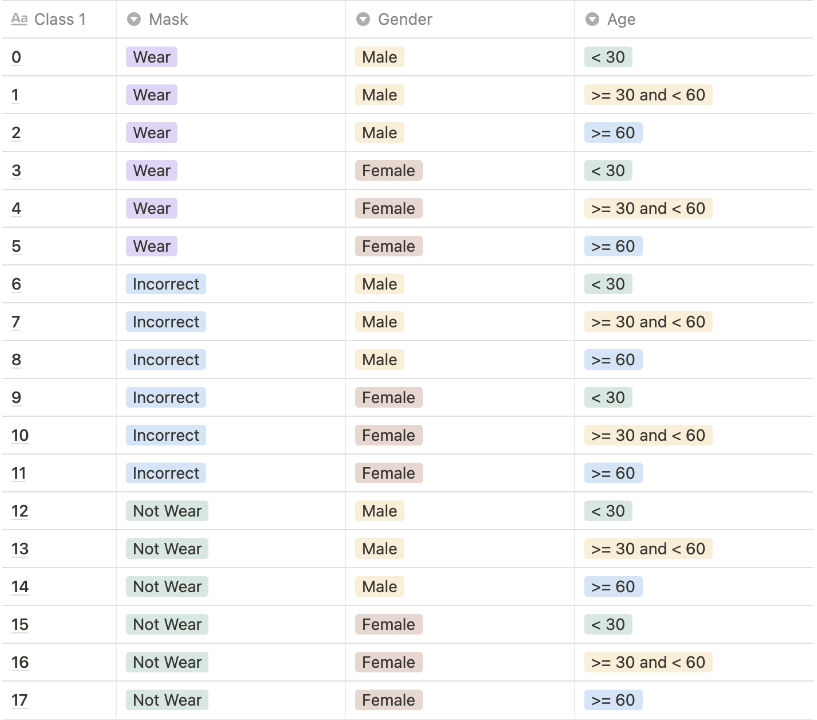 Aa Class 1 Mask Gender Age
0 Wear Male < 30
1 Wear Male >= 30 and < 60
2 Wear Male >= 60
3 Wear Female < 30
4 Wear Female >= 30 and < 60
5 Wear Female >= 60
6 Incorrect Male < 30
7 Incorrect Male >= 30 and < 60
8 Incorrect Male >= 60
9 Incorrect Female < 30
10 Incorrect Female >= 30 and < 60
11 Incorrect Female >= 60
12 Not Wear Male < 30
13 Not Wear Male >= 30 and < 60
14 Not Wear Male >= 60
15 Not Wear Female < 30
16 Not Wear Female >= 30 and < 60
17 Not Wear Female >= 60